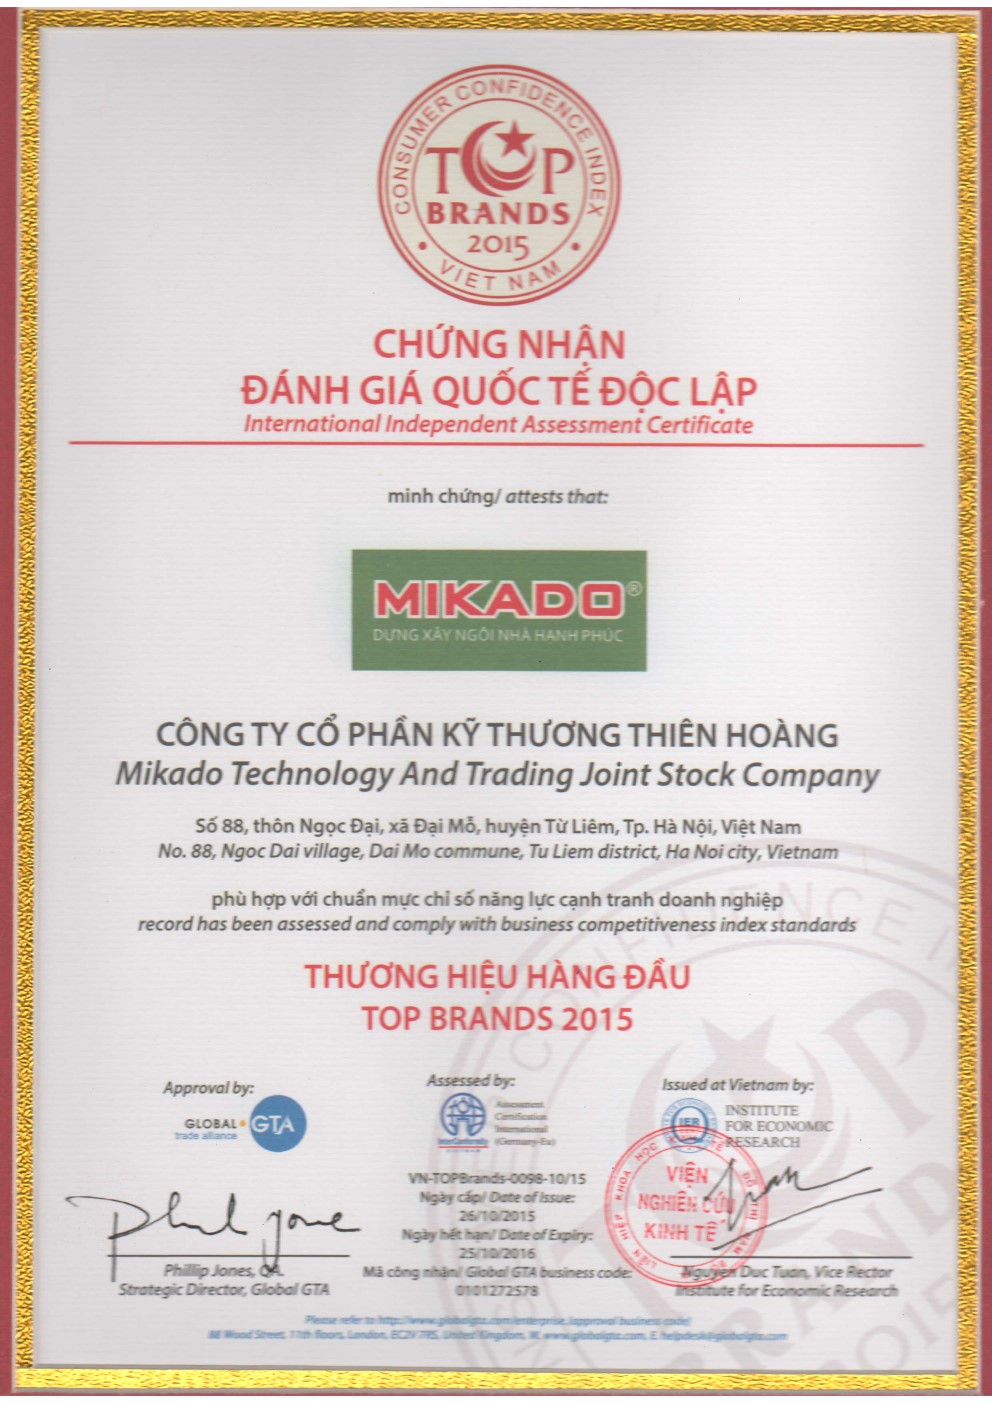 CONSUMER CONFIDENCE INDEX
TOP
BRANDS
2015
VIET NAM
CHỨNG NHẬN
ĐÁNH GIÁ QUỐC TẾ ĐỘC LẬP
International Independent Assessment Certificate
minh chứng/ attests that:
MIKADO®
DỰNG XÂY NGÔI NHÀ HẠNH PHÚC
CÔNG TY CỔ PHẦN KỸ THƯƠNG THIÊN HOÀNG
Mikado Technology And Trading Joint Stock Company
Số 88, thôn Ngọc Đại, xã Đại Mỗ, huyện Từ Liêm, Tp. Hà Nội, Việt Nam
No. 88, Ngoc Dai village, Dai Mo commune, Tu Liem district, Ha Noi city, Vietnam
phù hợp với chuẩn mực chỉ số năng lực cạnh tranh doanh nghiệp
record has been assessed and comply with business competitiveness index standards
THƯƠNG HIỆU HÀNG ĐẦU
TOP BRANDS 2015
Approval by:
GLOBAL GTA
trade alliance
Assessed by:
Assessment
Certification
International
(Germany-Eu)
InterConformity
VIETNAM
Issued at Vietnam by:
IER
INSTITUTE
FOR ECONOMIC
RESEARCH
VN-TOPBrands-0098-10/15
Ngày cấp/ Date of Issue:
26/10/2015
Ngày hết hạn/ Date of Expiry:
25/10/2016
Mã công nhận/ Global GTA business code:
0101272578
VIỆN
NGHIÊN CỨU
KINH TẾ
Phillip Jones, QA.
Strategic Director, Global GTA
Nguyen Duc Tuan, Vice Rector
Institute for Economic Research
Please refer to http://www.globalgta.com/enterprise/(approval business code)
88 Wood Street, 11th floors, London, EC2V 7RS, United Kingdom, W. www.globalgta.com, E. helpdesk@globalgta.com